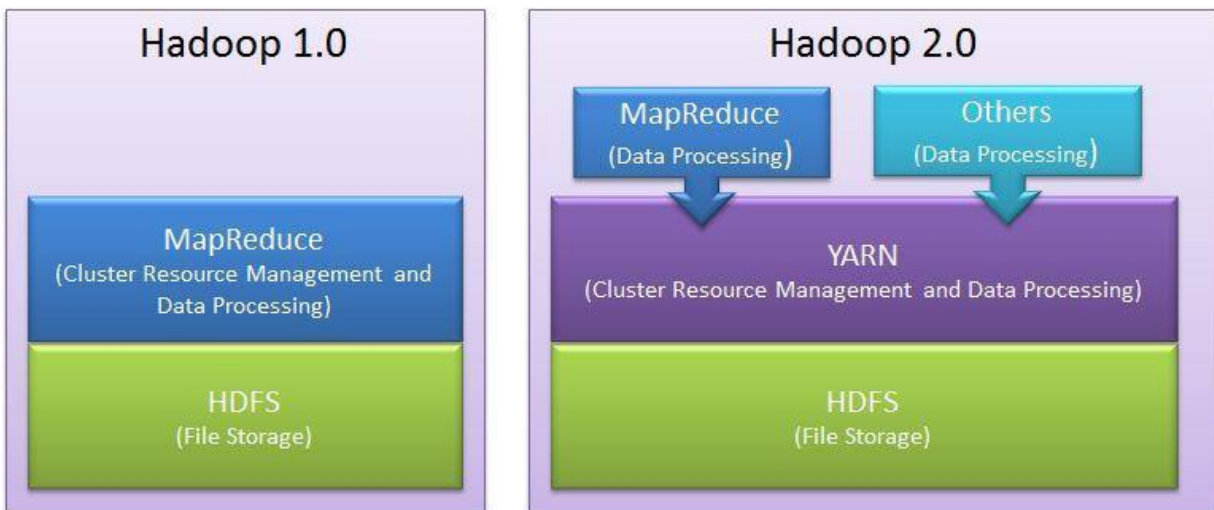 Hadoop 1.0
MapReduce
(Cluster Resource Management and
Data Processing)
HDFS
(File Storage)
Hadoop 2.0
MapReduce
(Data Processing)
Others
(Data Processing)
YARN
(Cluster Resource Management and Data Processing)
HDFS
(File Storage)